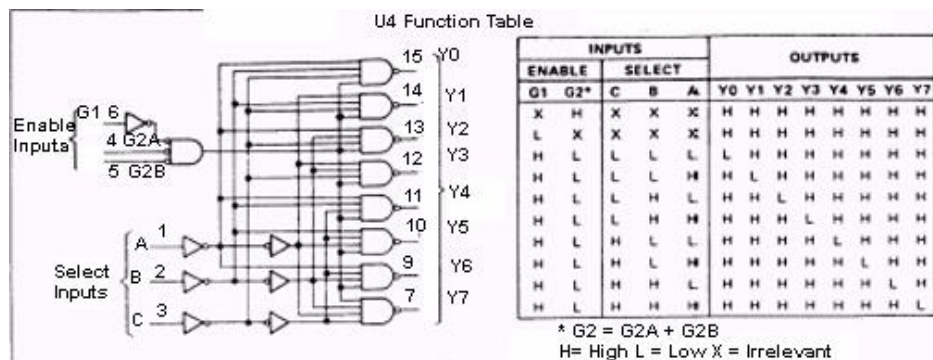 U4 Function Table
15 Y0
14 Y1
13 Y2
12 Y3
11 Y4
10 Y5
9 Y6
7 Y7
Enable Inputs
G1 6
4 G2A
5 G2B
Select Inputs
A 1
B 2
C 3
INPUTS OUTPUTS
ENABLE SELECT
G1 G2* C B A Y0 Y1 Y2 Y3 Y4 Y5 Y6 Y7
X H X X X H H H H H H H H
L X X X X H H H H H H H H
H L L L L L H H H H H H H
H L L L H H L H H H H H H
H L L H L H H L H H H H H
H L L H H H H H L H H H H
H L H L L H H H H L H H H
H L H L H H H H H H L H H
H L H H L H H H H H H L H
H L H H H H H H H H H H L
* G2 = G2A + G2B
H= High L = Low X = Irrelevant